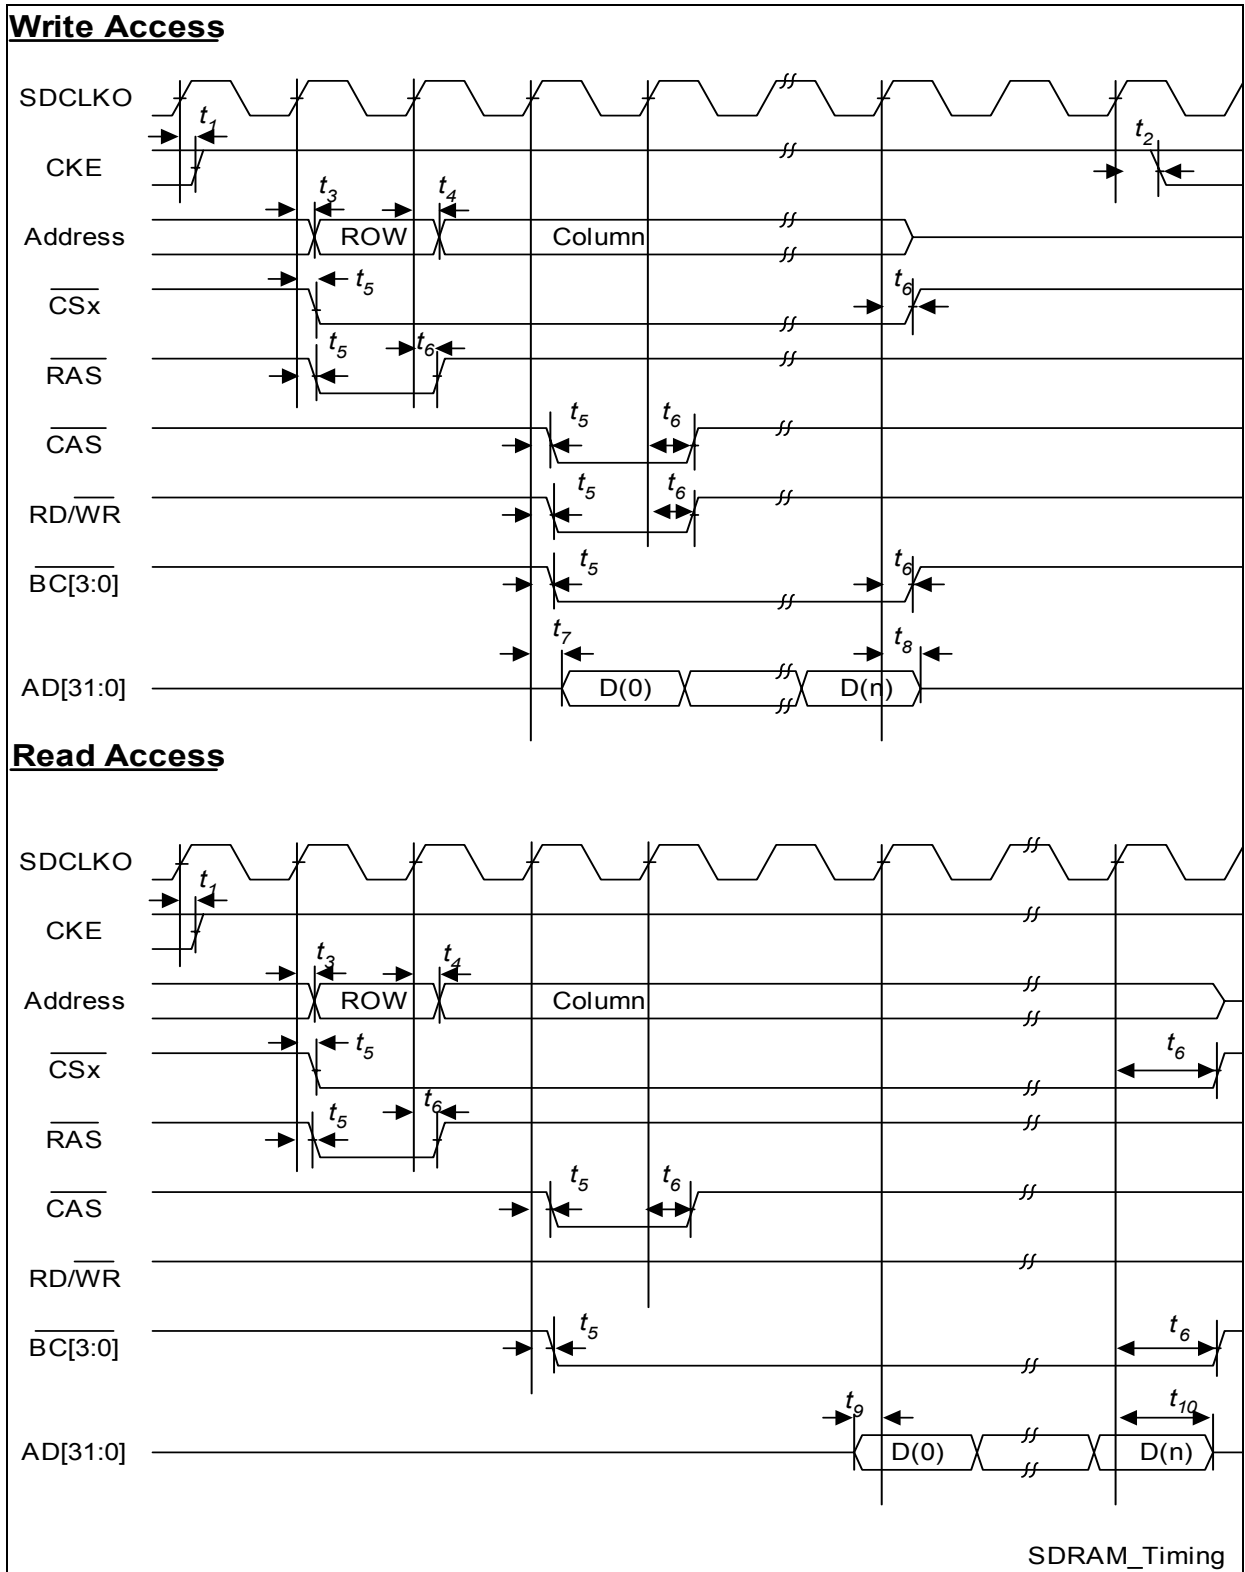 Write Access
SDCLKO
t1
CKE
t2
Address
t3
ROW
t4
Column
CSx
t5
t6
RAS
t5
t6
CAS
t5
t6
RD/WR
t5
t6
BC[3:0]
t5
t6
AD[31:0]
t7
D(0)
D(n)
t8
Read Access
SDCLKO
t1
CKE
Address
t3
ROW
t4
Column
CSx
t5
t6
RAS
t5
t6
CAS
t5
t6
RD/WR
BC[3:0]
t5
t6
AD[31:0]
t9
D(0)
D(n)
t10
SDRAM_Timing